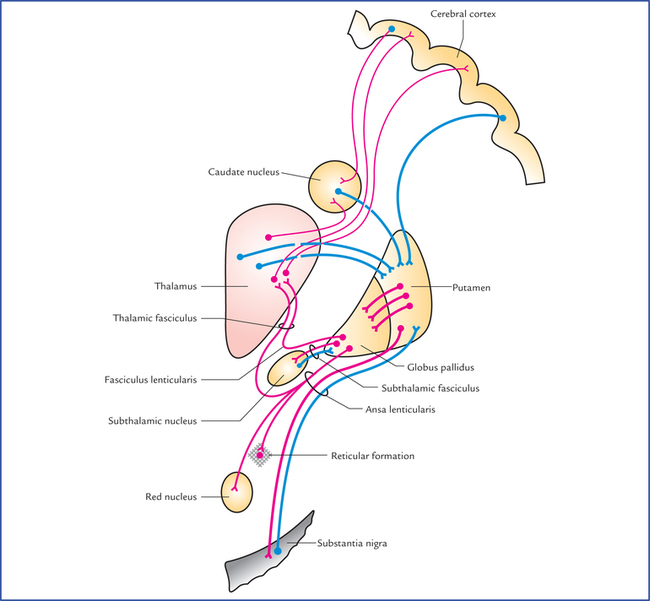 Cerebral cortex
Caudate nucleus
Thalamus
Putamen
Thalamic fasciculus
Globus pallidus
Fasciculus lenticularis
Subthalamic fasciculus
Ansa lenticularis
Subthalamic nucleus
Reticular formation
Red nucleus
Substantia nigra